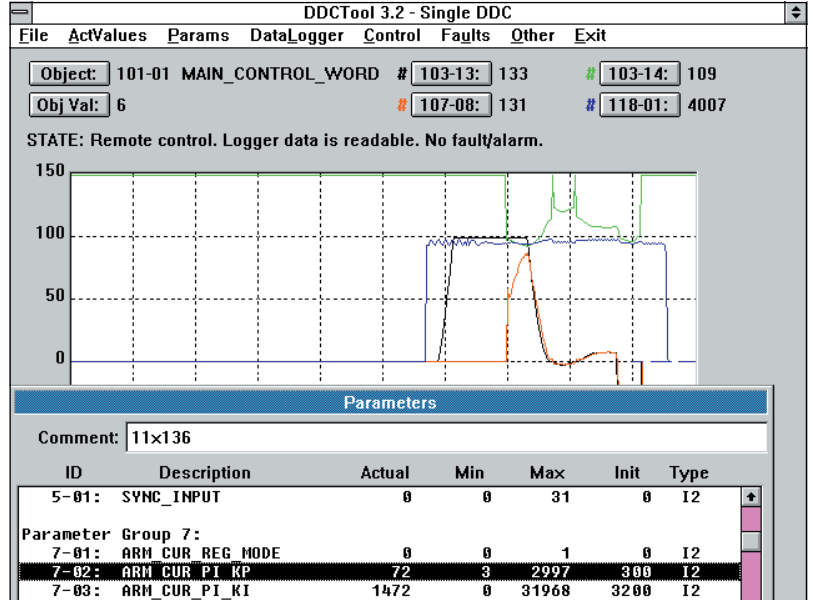 DDCTool 3.2 - Single DDC
File ActValues Params DataLogger Control Faults Other Exit
Object: 101-01 MAIN_CONTROL_WORD # 103-13: 133 # 103-14: 109
Obj Val: 6 # 107-08: 131 # 118-01: 4007
STATE: Remote control. Logger data is readable. No fault/alarm.
150
100
50
0
Parameters
Comment: 11x136
ID Description Actual Min Max Init Type
5-01: SYNC_INPUT 0 0 31 0 I2
Parameter Group 7:
7-01: ARM_CUR_REG_MODE 0 0 1 0 I2
7-02: ARM_CUR_PI_KP 72 3 2997 300 I2
7-03: ARM_CUR_PI_KI 1472 0 31968 3200 I2